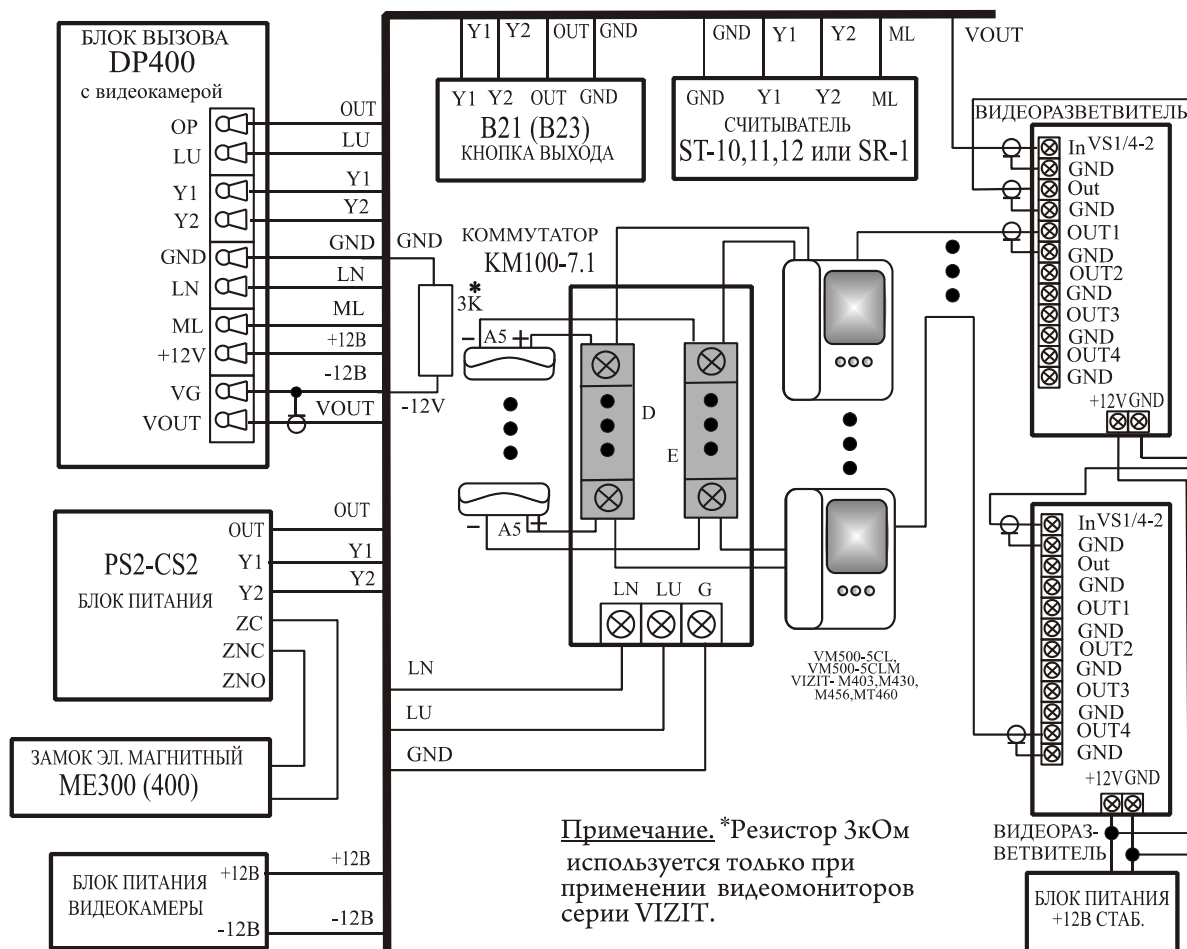 БЛОК ВЫЗОВА
DP400
с видеокамерой
OP
LU
Y1
Y2
GND
LN
ML
+12V
VG
VOUT
OUT
LU
Y1
Y2
GND
LN
ML
+12В
-12В
VOUT
GND
3K
*
-12V
Y1 Y2 OUT GND
Y1 Y2 OUT GND
B21 (B23)
КНОПКА ВЫХОДА
GND Y1 Y2 ML
GND Y1 Y2 ML
СЧИТЫВАТЕЛЬ
ST-10,11,12 или SR-1
VOUT
ВИДЕОРАЗВЕТВИТЕЛЬ
In VS1/4-2
GND
Out
GND
OUT1
GND
OUT2
GND
OUT3
GND
OUT4
GND
+12V GND
КОММУТАТОР
KM100-7.1
- A5 +
D
E
- A5 +
LN LU G
VM500-5CL,
VM500-5CLM
VIZIT- M403,M430,
M456,MT460
In VS1/4-2
GND
Out
GND
OUT1
GND
OUT2
GND
OUT3
GND
OUT4
GND
+12V GND
ВИДЕОРАЗ-
ВЕТВИТЕЛЬ
БЛОК ПИТАНИЯ
+12В СТАБ.
PS2-CS2
БЛОК ПИТАНИЯ
OUT
Y1
Y2
ZC
ZNC
ZNO
OUT
Y1
Y2
LN
LU
GND
ЗАМОК ЭЛ. МАГНИТНЫЙ
ME300 (400)
БЛОК ПИТАНИЯ
ВИДЕОКАМЕРЫ
+12В
-12В
+12В
-12В
Примечание. *Резистор 3кОм
используется только при
применении видеомониторов
серии VIZIT.